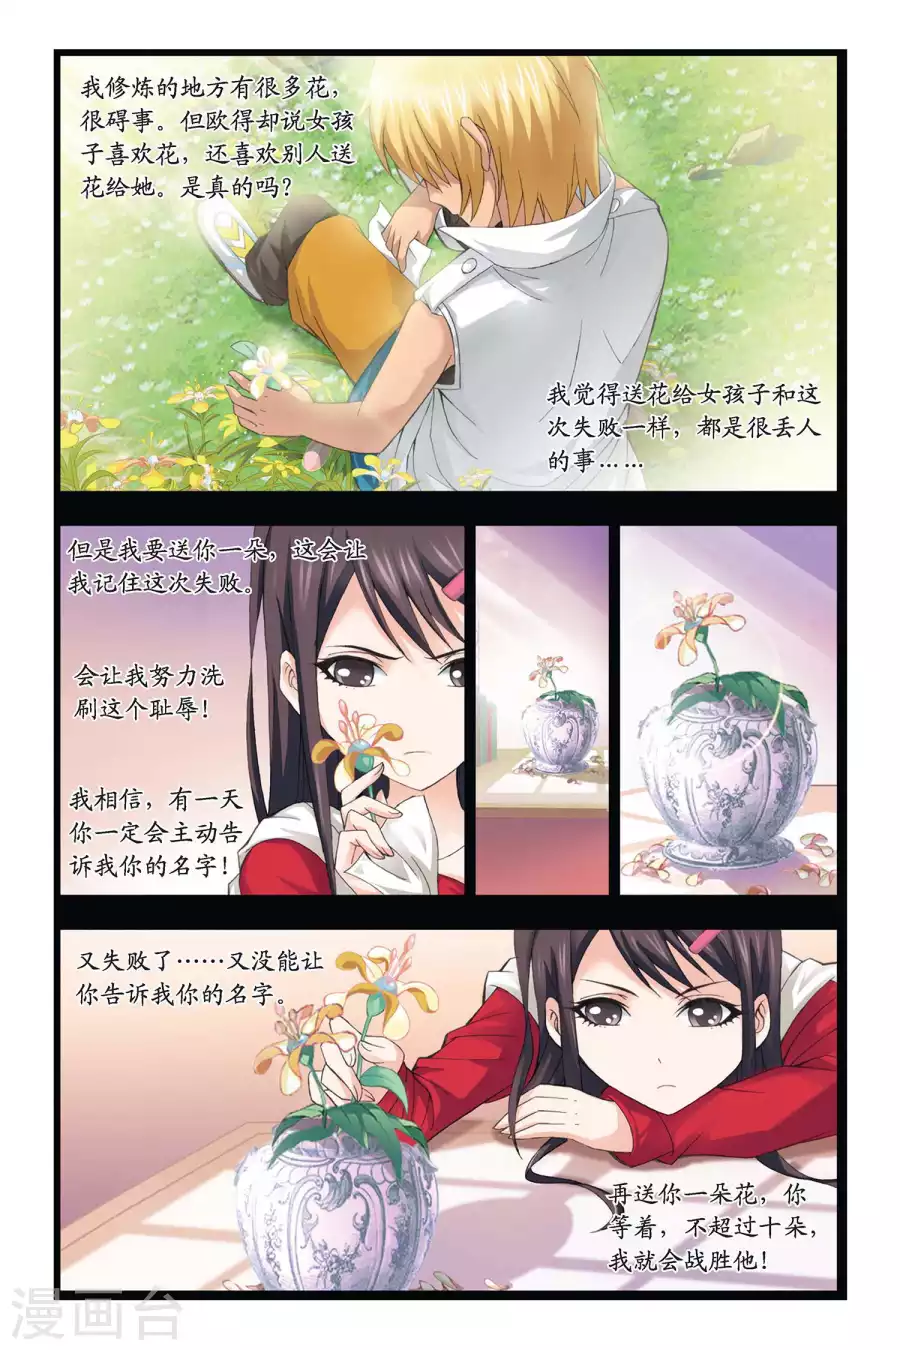 我修炼的地方有很多花，
很碍事。但欧得却说女孩
子喜欢花，还喜欢别人送
花给她。是真的吗？
我觉得送花给女孩子和这
次失败一样，都是很丢人
的事……
但是我要送你一朵，这会让
我记住这次失败。
会让我努力洗
刷这个耻辱！
我相信，有一天
你一定会主动告
诉我你的名字！
又失败了……又没能让
你告诉我你的名字。
再送你一朵花，你
等着，不超过十朵，
我就会战胜他！
漫画台